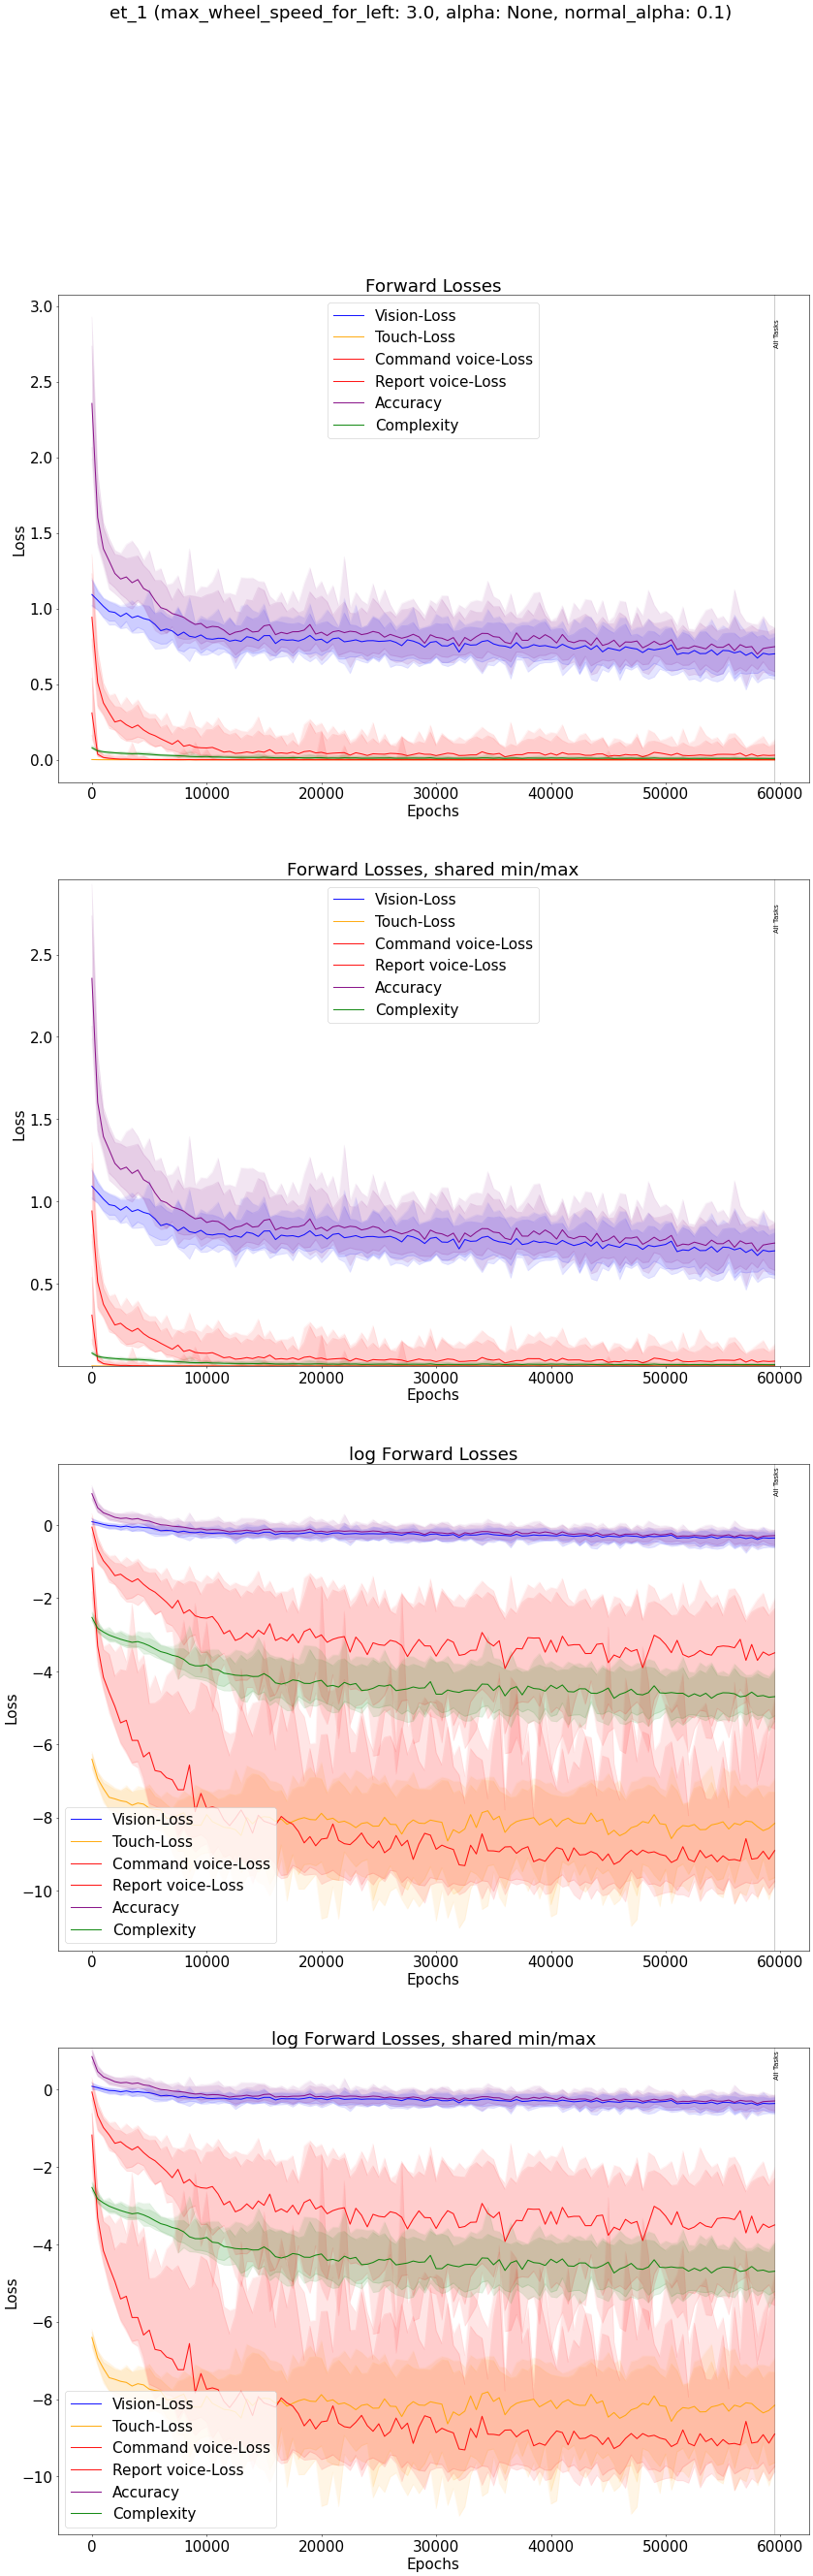 et_1 (max_wheel_speed_for_left: 3.0, alpha: None, normal_alpha: 0.1)
Forward Losses
3.0
2.5
2.0
1.5
1.0
0.5
0.0
Loss
Vision-Loss
Touch-Loss
Command voice-Loss
Report voice-Loss
Accuracy
Complexity
All Tasks
0 10000 20000 30000 40000 50000 60000
Epochs
Forward Losses, shared min/max
2.5
2.0
1.5
1.0
0.5
Loss
Vision-Loss
Touch-Loss
Command voice-Loss
Report voice-Loss
Accuracy
Complexity
All Tasks
0 10000 20000 30000 40000 50000 60000
Epochs
log Forward Losses
0
−2
−4
−6
−8
−10
Loss
Vision-Loss
Touch-Loss
Command voice-Loss
Report voice-Loss
Accuracy
Complexity
All Tasks
0 10000 20000 30000 40000 50000 60000
Epochs
log Forward Losses, shared min/max
0
−2
−4
−6
−8
−10
Loss
Vision-Loss
Touch-Loss
Command voice-Loss
Report voice-Loss
Accuracy
Complexity
All Tasks
0 10000 20000 30000 40000 50000 60000
Epochs